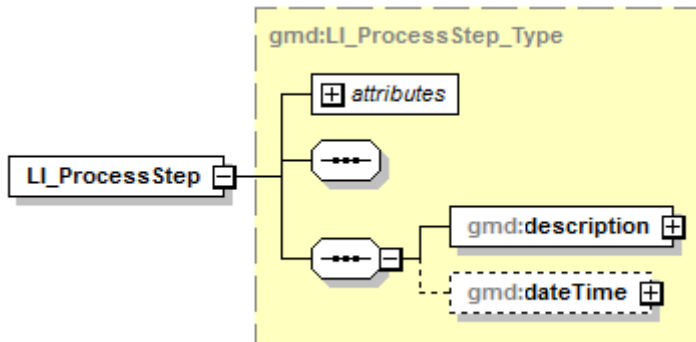 gmd:LI_ProcessStep_Type
attributes
LI_ProcessStep
gmd:description
gmd:dateTime